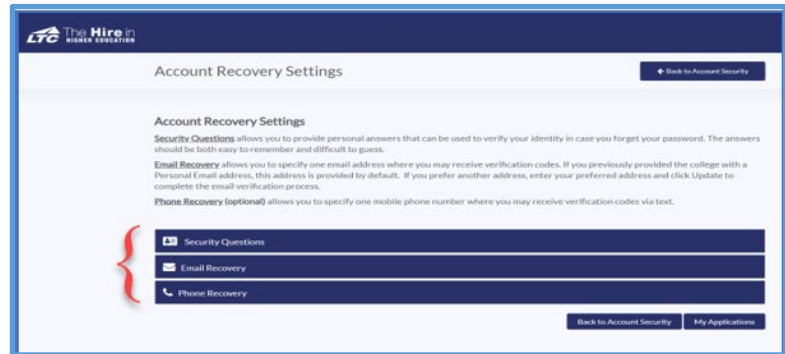 LTC The Hire in
HIGHER EDUCATION
Account Recovery Settings
Back to Account Security
Account Recovery Settings
Security Questions allows you to provide personal answers that can be used to verify your identity in case you forget your password. The answers
should be both easy to remember and difficult to guess.
Email Recovery allows you to specify one email address where you may receive verification codes. If you previously provided the college with a
Personal Email address, this address is provided by default. If you prefer another address, enter your preferred address and click Update to
complete the email verification process.
Phone Recovery (optional) allows you to specify one mobile phone number where you may receive verification codes via text.
Security Questions
Email Recovery
Phone Recovery
Back to Account Security
My Applications